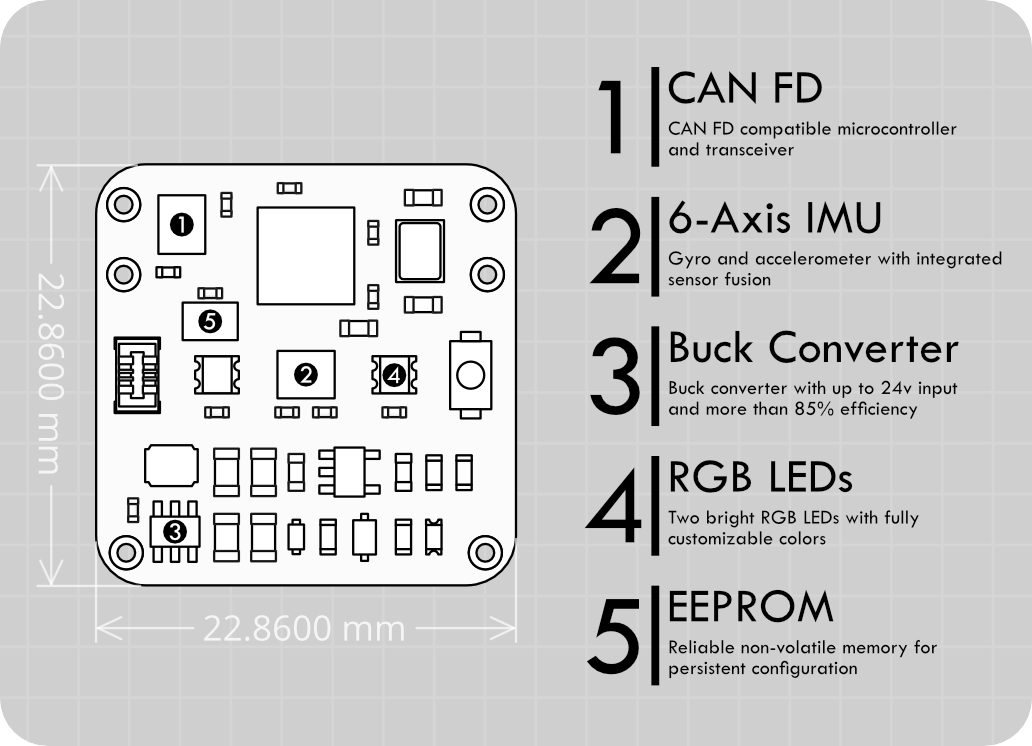 1
CAN FD
CAN FD compatible microcontroller
and transceiver
2
6-Axis IMU
Gyro and accelerometer with integrated
sensor fusion
3
Buck Converter
Buck converter with up to 24v input
and more than 85% efficiency
4
RGB LEDs
Two bright RGB LEDs with fully
customizable colors
5
EEPROM
Reliable non-volatile memory for
persistent configuration
1
5
2
4
3
22.8600 mm
22.8600 mm